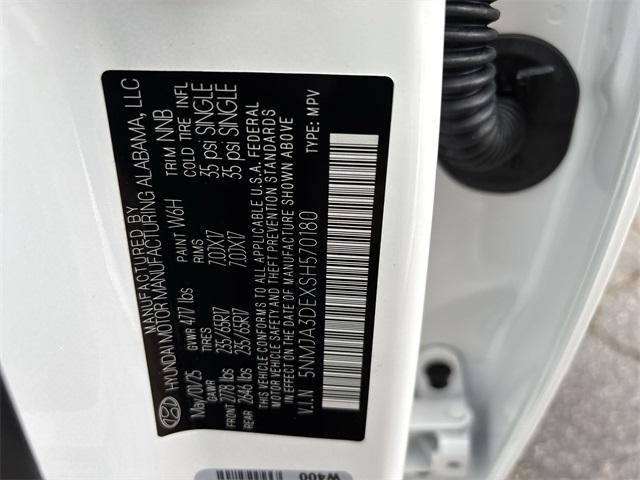 MANUFACTURED BY
HYUNDAI MOTOR MANUFACTURING ALABAMA, LLC
May/01/25 GVWR 4717 lbs PAINT W6H TRIM NNB
GAWR TIRES RIMS COLD TIRE INFL
FRONT 2778 lbs 235/65R17 7.0JX17 35 psi SINGLE
REAR 2646 lbs 235/65R17 7.0JX17 35 psi SINGLE
THIS VEHICLE CONFORMS TO ALL APPLICABLE U.S.A. FEDERAL
MOTOR VEHICLE SAFETY AND THEFT PREVENTION STANDARDS
IN EFFECT ON THE DATE OF MANUFACTURE SHOWN ABOVE
V.I.N 5NMJA3DEXSH570180 TYPE: MPV
W400